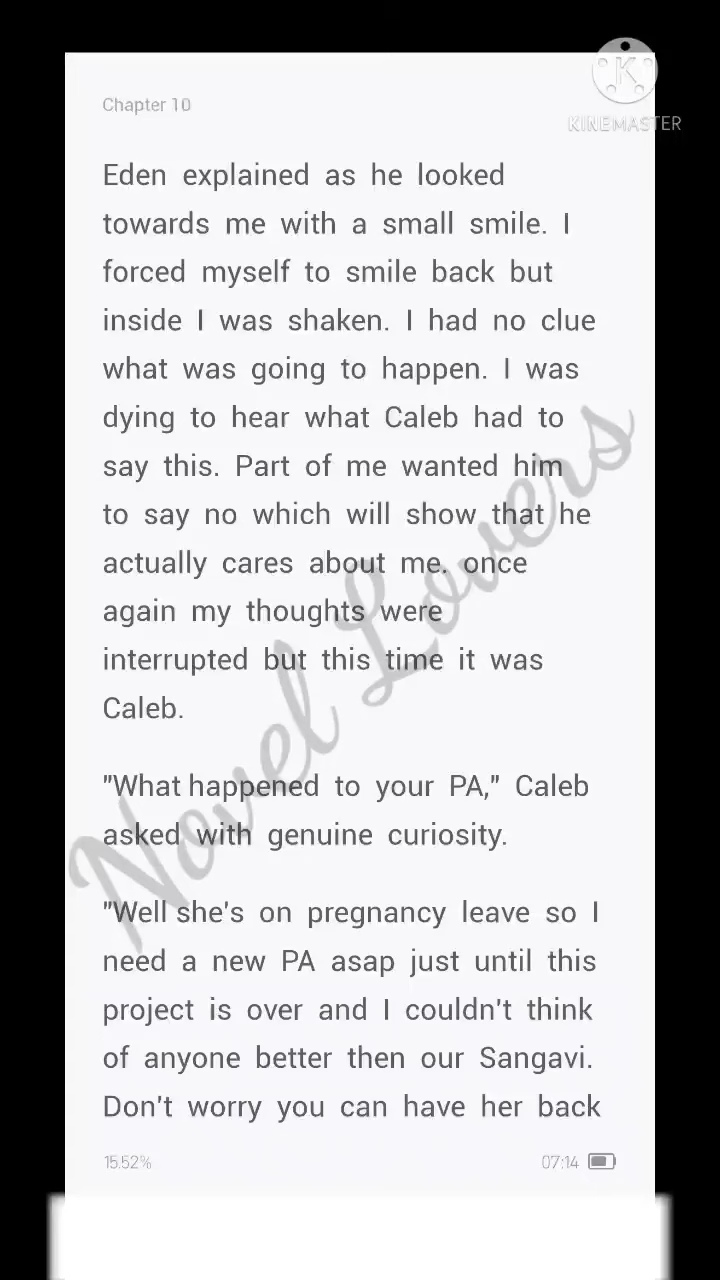 KINEMASTER
Chapter 10
Eden explained as he looked
towards me with a small smile. I
forced myself to smile back but
inside I was shaken. I had no clue
what was going to happen. I was
dying to hear what Caleb had to
say this. Part of me wanted him
to say no which will show that he
actually cares about me. once
again my thoughts were
interrupted but this time it was
Caleb.
"What happened to your PA," Caleb
asked with genuine curiosity.
"Well she's on pregnancy leave so I
need a new PA asap just until this
project is over and I couldn't think
of anyone better then our Sangavi.
Don't worry you can have her back
15.52%
07:14
Novel Lovers